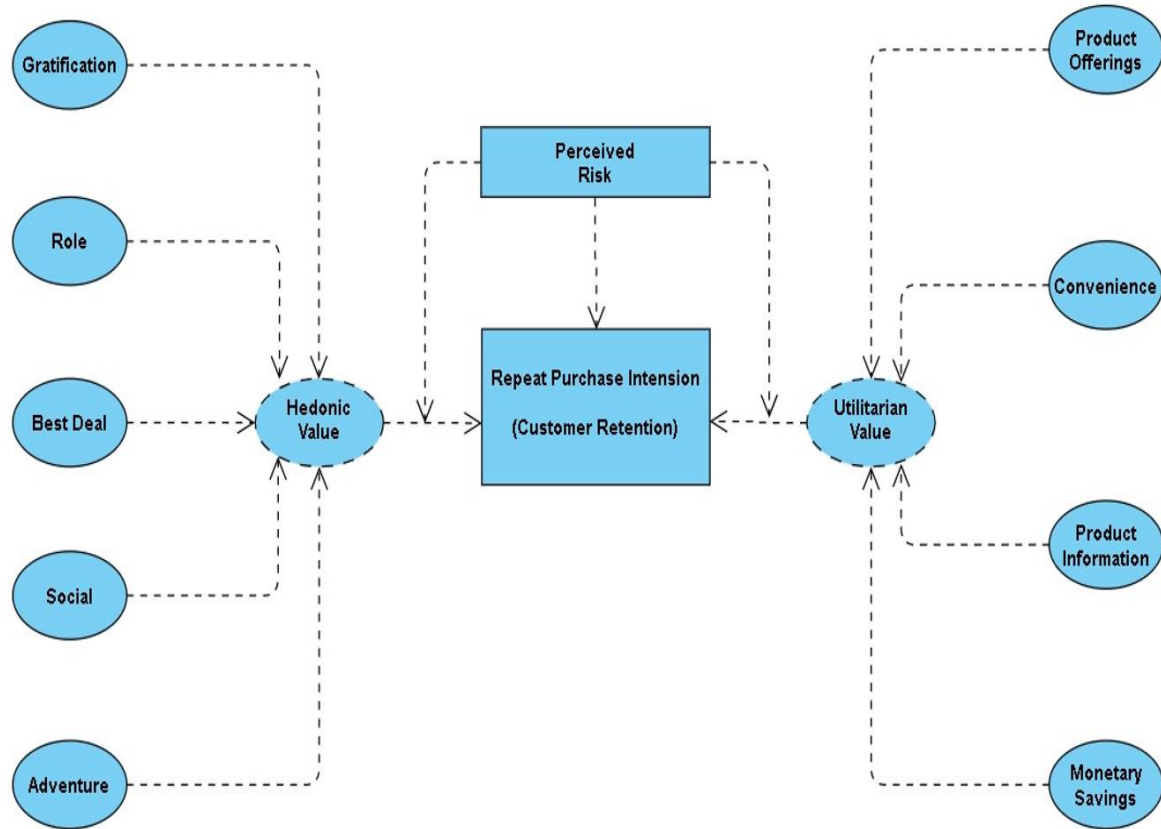 Gratification
Role
Best Deal
Social
Adventure
Hedonic
Value
Perceived
Risk
Repeat Purchase Intension
(Customer Retention)
Utilitarian
Value
Product
Offerings
Convenience
Product
Information
Monetary
Savings